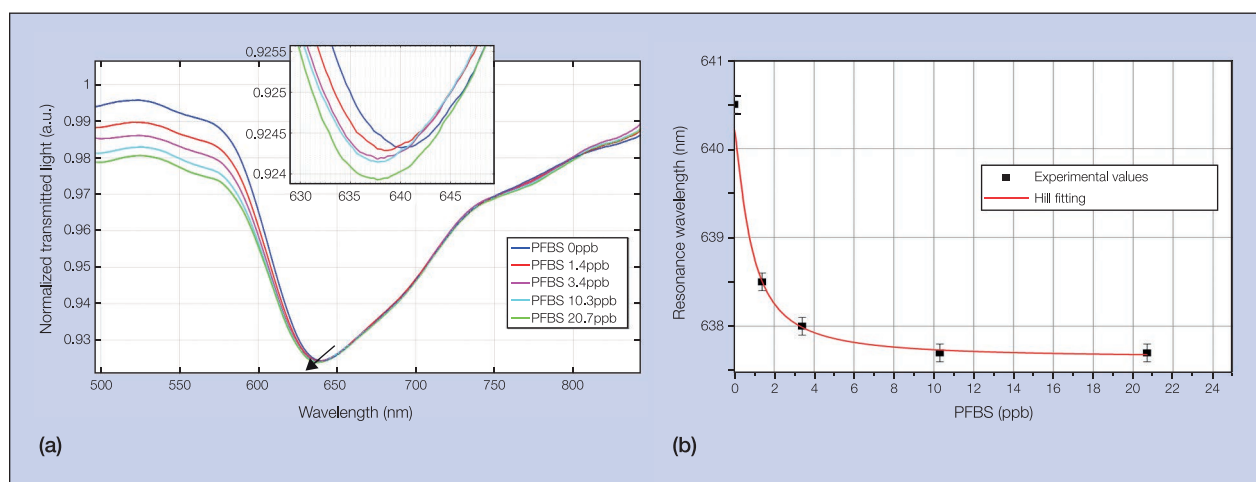 0.9255
0.925
0.9245
0.924
630 635 640 645
1
0.99
0.98
0.97
0.96
0.95
0.94
0.93
500 550 600 650 700 750 800
Normalized transmitted light (a.u.)
Wavelength (nm)
PFBS 0ppb
PFBS 1.4ppb
PFBS 3.4ppb
PFBS 10.3ppb
PFBS 20.7ppb
(a)
641
640
639
638
0 2 4 6 8 10 12 14 16 18 20 22 24
Resonance wavelength (nm)
PFBS (ppb)
Experimental values
Hill fitting
(b)